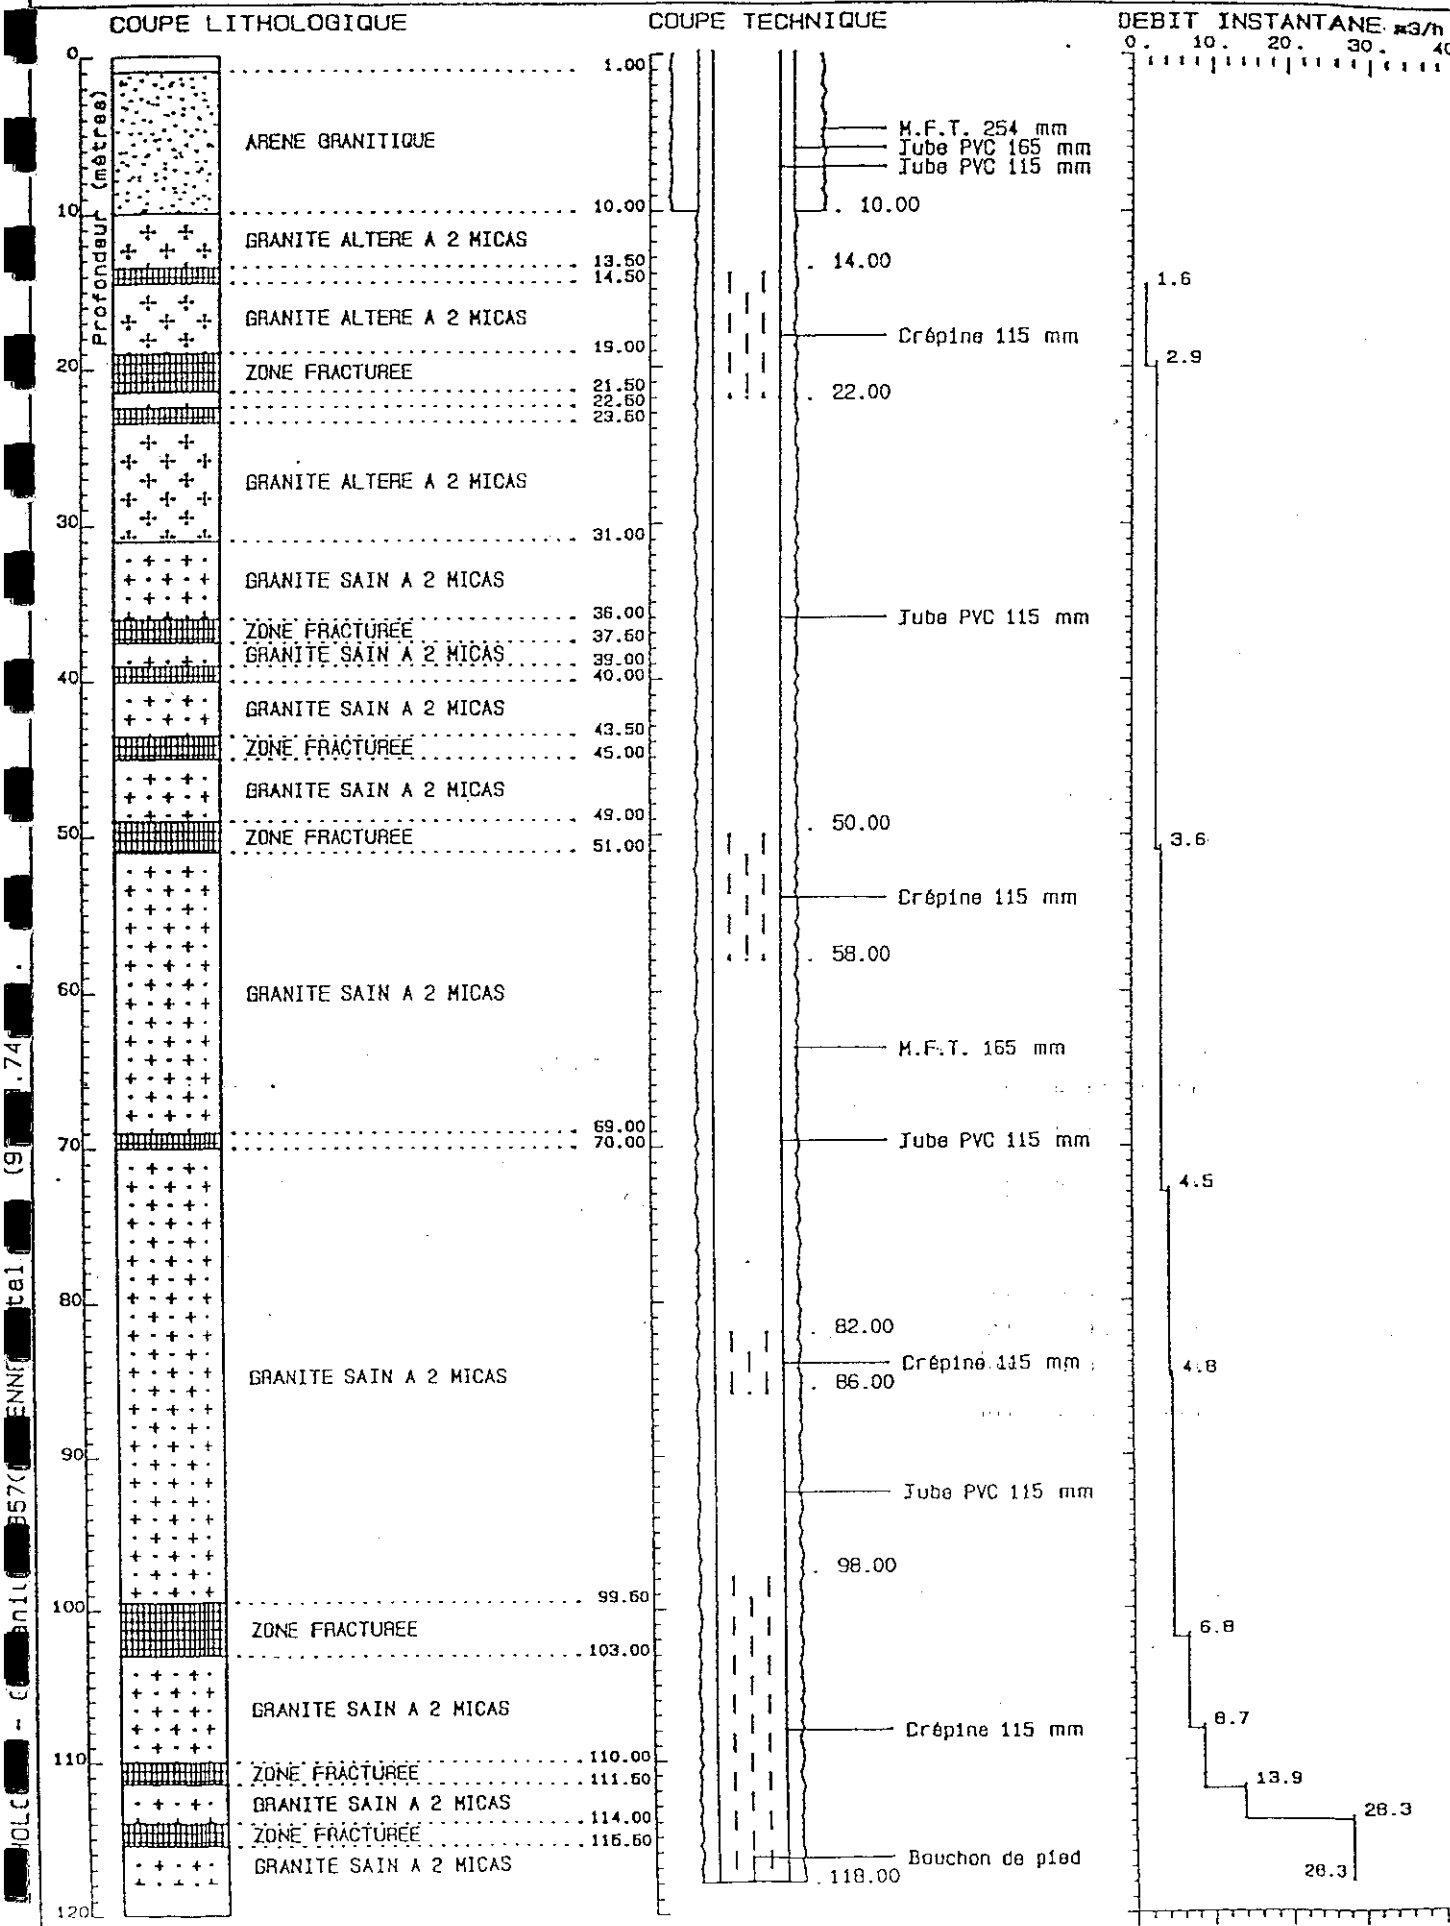 COUPE LITHOLOGIQUE
COUPE TECHNIQUE
DEBIT INSTANTANE m3/h
0. 10. 20. 30. 40
Profondeur (mètres)
0
10
20
30
40
50
60
70
80
90
100
110
120
1.00
ARENE GRANITIQUE
10.00
GRANITE ALTERE A 2 MICAS
13.50
14.50
GRANITE ALTERE A 2 MICAS
19.00
ZONE FRACTUREE
21.50
22.50
23.50
GRANITE ALTERE A 2 MICAS
31.00
GRANITE SAIN A 2 MICAS
36.00
ZONE FRACTUREE
37.50
GRANITE SAIN A 2 MICAS
39.00
40.00
GRANITE SAIN A 2 MICAS
43.50
ZONE FRACTUREE
45.00
GRANITE SAIN A 2 MICAS
49.00
ZONE FRACTUREE
51.00
GRANITE SAIN A 2 MICAS
69.00
70.00
GRANITE SAIN A 2 MICAS
99.50
ZONE FRACTUREE
103.00
GRANITE SAIN A 2 MICAS
110.00
ZONE FRACTUREE
111.50
GRANITE SAIN A 2 MICAS
114.00
ZONE FRACTUREE
115.50
GRANITE SAIN A 2 MICAS
M.F.T. 254 mm
Tube PVC 165 mm
Tube PVC 115 mm
10.00
14.00
Crépine 115 mm
22.00
Tube PVC 115 mm
50.00
Crépine 115 mm
58.00
M.F.T. 165 mm
Tube PVC 115 mm
82.00
Crépine 115 mm
86.00
Tube PVC 115 mm
98.00
Crépine 115 mm
Bouchon de pied
118.00
1.6
2.9
3.6
4.5
4.8
6.8
8.7
13.9
28.3
28.3